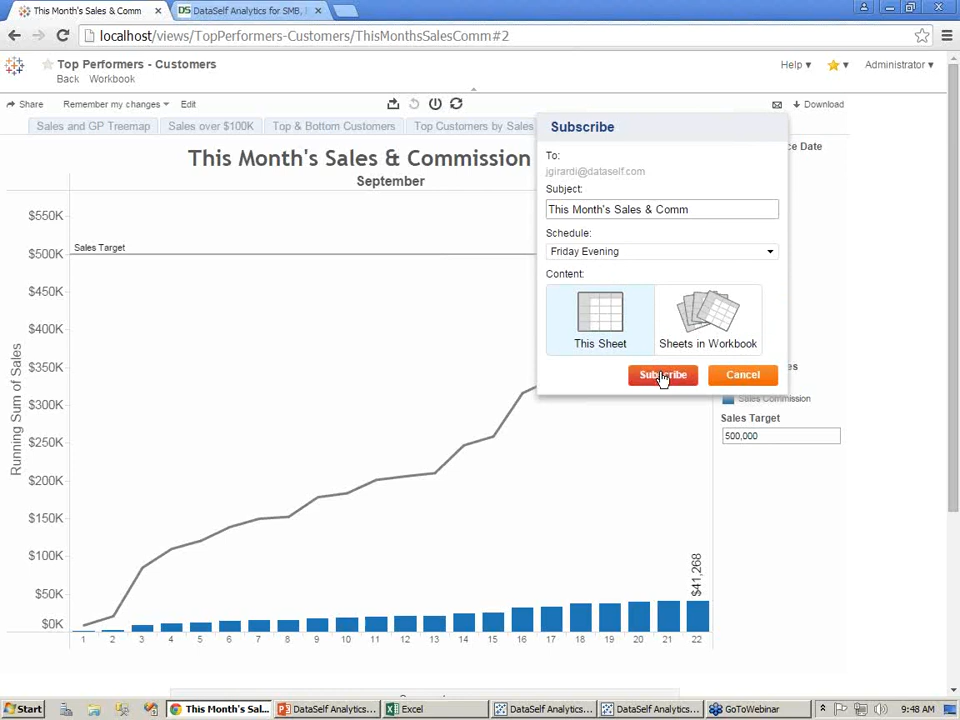 This Month's Sales & Comm
DataSelf Analytics for SMB,
localhost/views/TopPerformers-Customers/ThisMonthsSalesComm#2
Top Performers - Customers
Help
Administrator
Back Workbook
Share Remember my changes Edit
Download
Sales and GP Treemap Sales over $100K Top & Bottom Customers Top Customers by Sales
Subscribe
To:
jgirardi@dataself.com
Subject:
This Month's Sales & Comm
Schedule:
Friday Evening
Content:
This Sheet Sheets in Workbook
Subscribe Cancel
This Month's Sales & Commission
September
Running Sum of Sales
$550K
$500K
$450K
$400K
$350K
$300K
$250K
$200K
$150K
$100K
$50K
$0K
Sales Target
$41,268
1 2 3 4 5 6 7 8 9 10 11 12 13 14 15 16 17 18 19 20 21 22
Date
Sales Commission
Sales Target
500,000
Start This Month's Sal... DataSelf Analytics... Excel DataSelf Analytics... DataSelf Analytics... GoToWebinar 9:48 AM